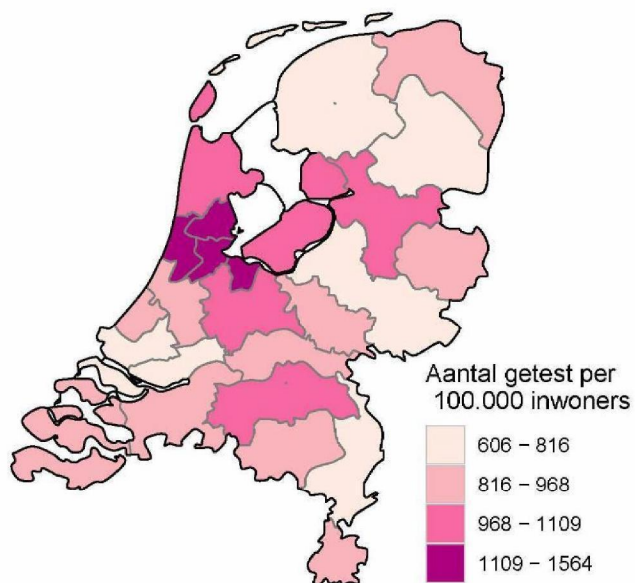 Aantal getest per
100.000 inwoners
606 – 816
816 – 968
968 – 1109
1109 – 1564